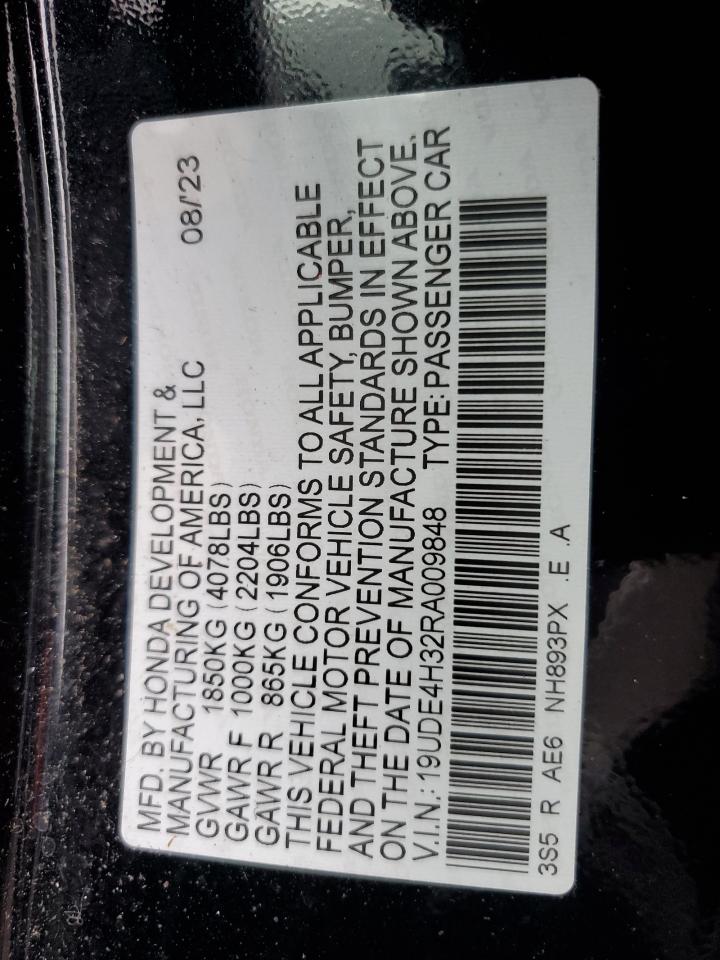 MFD. BY HONDA DEVELOPMENT &
MANUFACTURING OF AMERICA, LLC 08/'23
GVWR 1850KG (4078LBS)
GAWR F 1000KG (2204LBS)
GAWR R 865KG (1906LBS)
THIS VEHICLE CONFORMS TO ALL APPLICABLE
FEDERAL MOTOR VEHICLE SAFETY, BUMPER,
AND THEFT PREVENTION STANDARDS IN EFFECT
ON THE DATE OF MANUFACTURE SHOWN ABOVE.
V.I.N.: 19UDE4H32RA009848 TYPE: PASSENGER CAR
3S5 R AE6 NH893PX .E .A